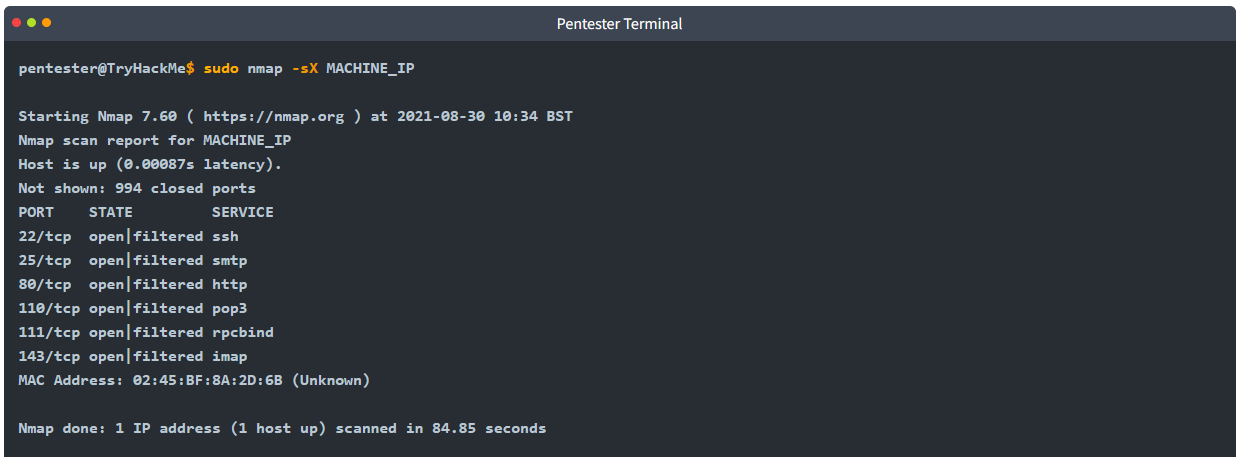 Pentester Terminal
pentester@TryHackMe$ sudo nmap -sX MACHINE_IP
Starting Nmap 7.60 ( https://nmap.org ) at 2021-08-30 10:34 BST
Nmap scan report for MACHINE_IP
Host is up (0.00087s latency).
Not shown: 994 closed ports
PORT    STATE         SERVICE
22/tcp  open|filtered ssh
25/tcp  open|filtered smtp
80/tcp  open|filtered http
110/tcp open|filtered pop3
111/tcp open|filtered rpcbind
143/tcp open|filtered imap
MAC Address: 02:45:BF:8A:2D:6B (Unknown)
Nmap done: 1 IP address (1 host up) scanned in 84.85 seconds